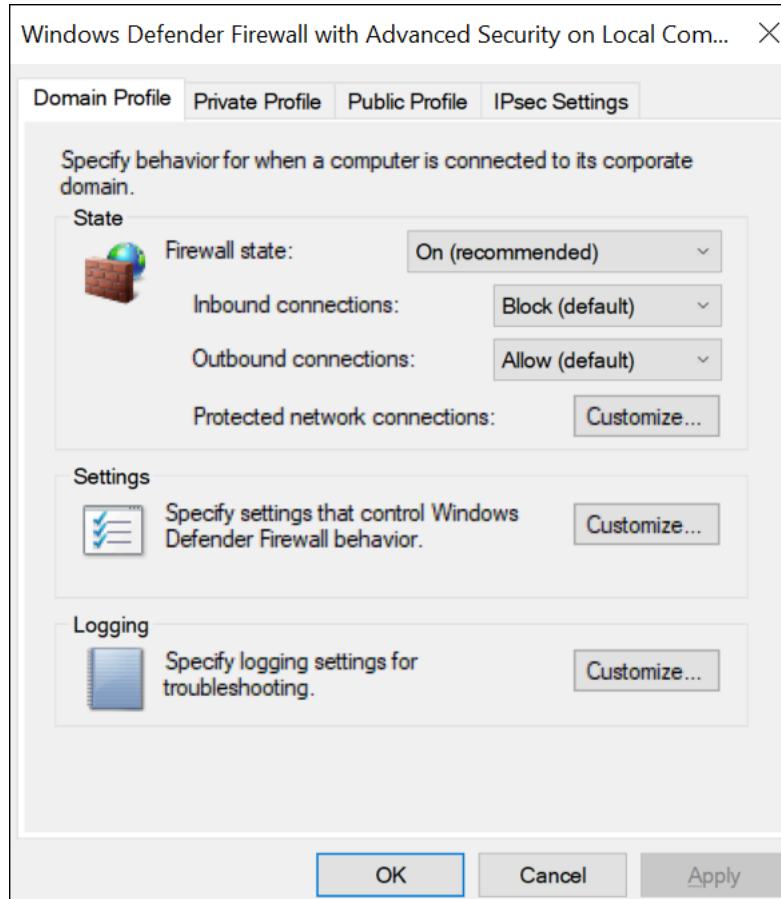 Windows Defender Firewall with Advanced Security on Local Com...
Domain Profile Private Profile Public Profile IPsec Settings
Specify behavior for when a computer is connected to its corporate
domain.
State
Firewall state: On (recommended)
Inbound connections: Block (default)
Outbound connections: Allow (default)
Protected network connections: Customize...
Settings
Specify settings that control Windows
Defender Firewall behavior.
Customize...
Logging
Specify logging settings for
troubleshooting.
Customize...
OK Cancel Apply